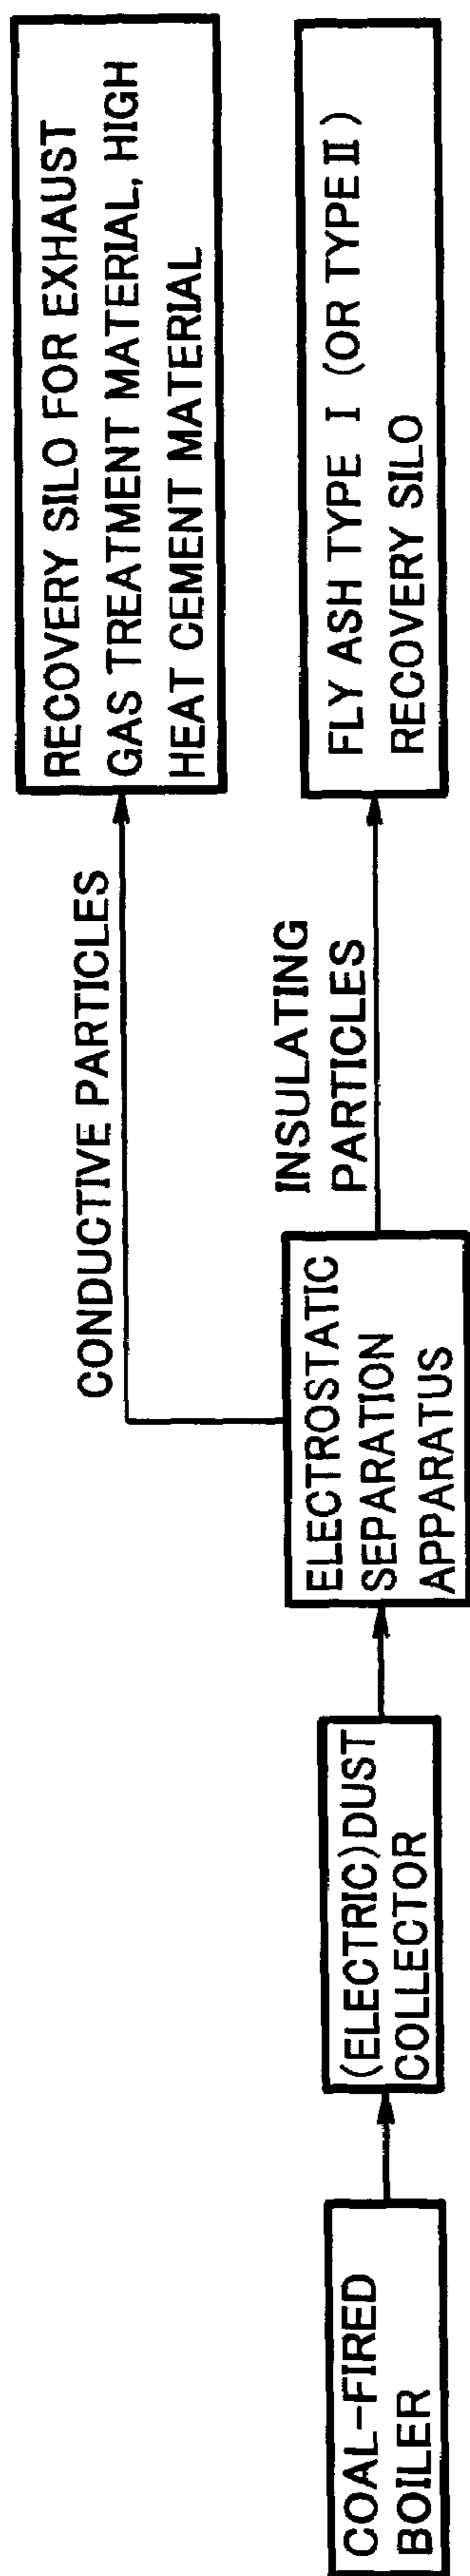 COAL-FIRED
BOILER
(ELECTRIC)DUST
COLLECTOR
ELECTROSTATIC
SEPARATION
APPARATUS
CONDUCTIVE PARTICLES
INSULATING
PARTICLES
RECOVERY SILO FOR EXHAUST
GAS TREATMENT MATERIAL, HIGH
HEAT CEMENT MATERIAL
FLY ASH TYPE I (OR TYPE II)
RECOVERY SILO